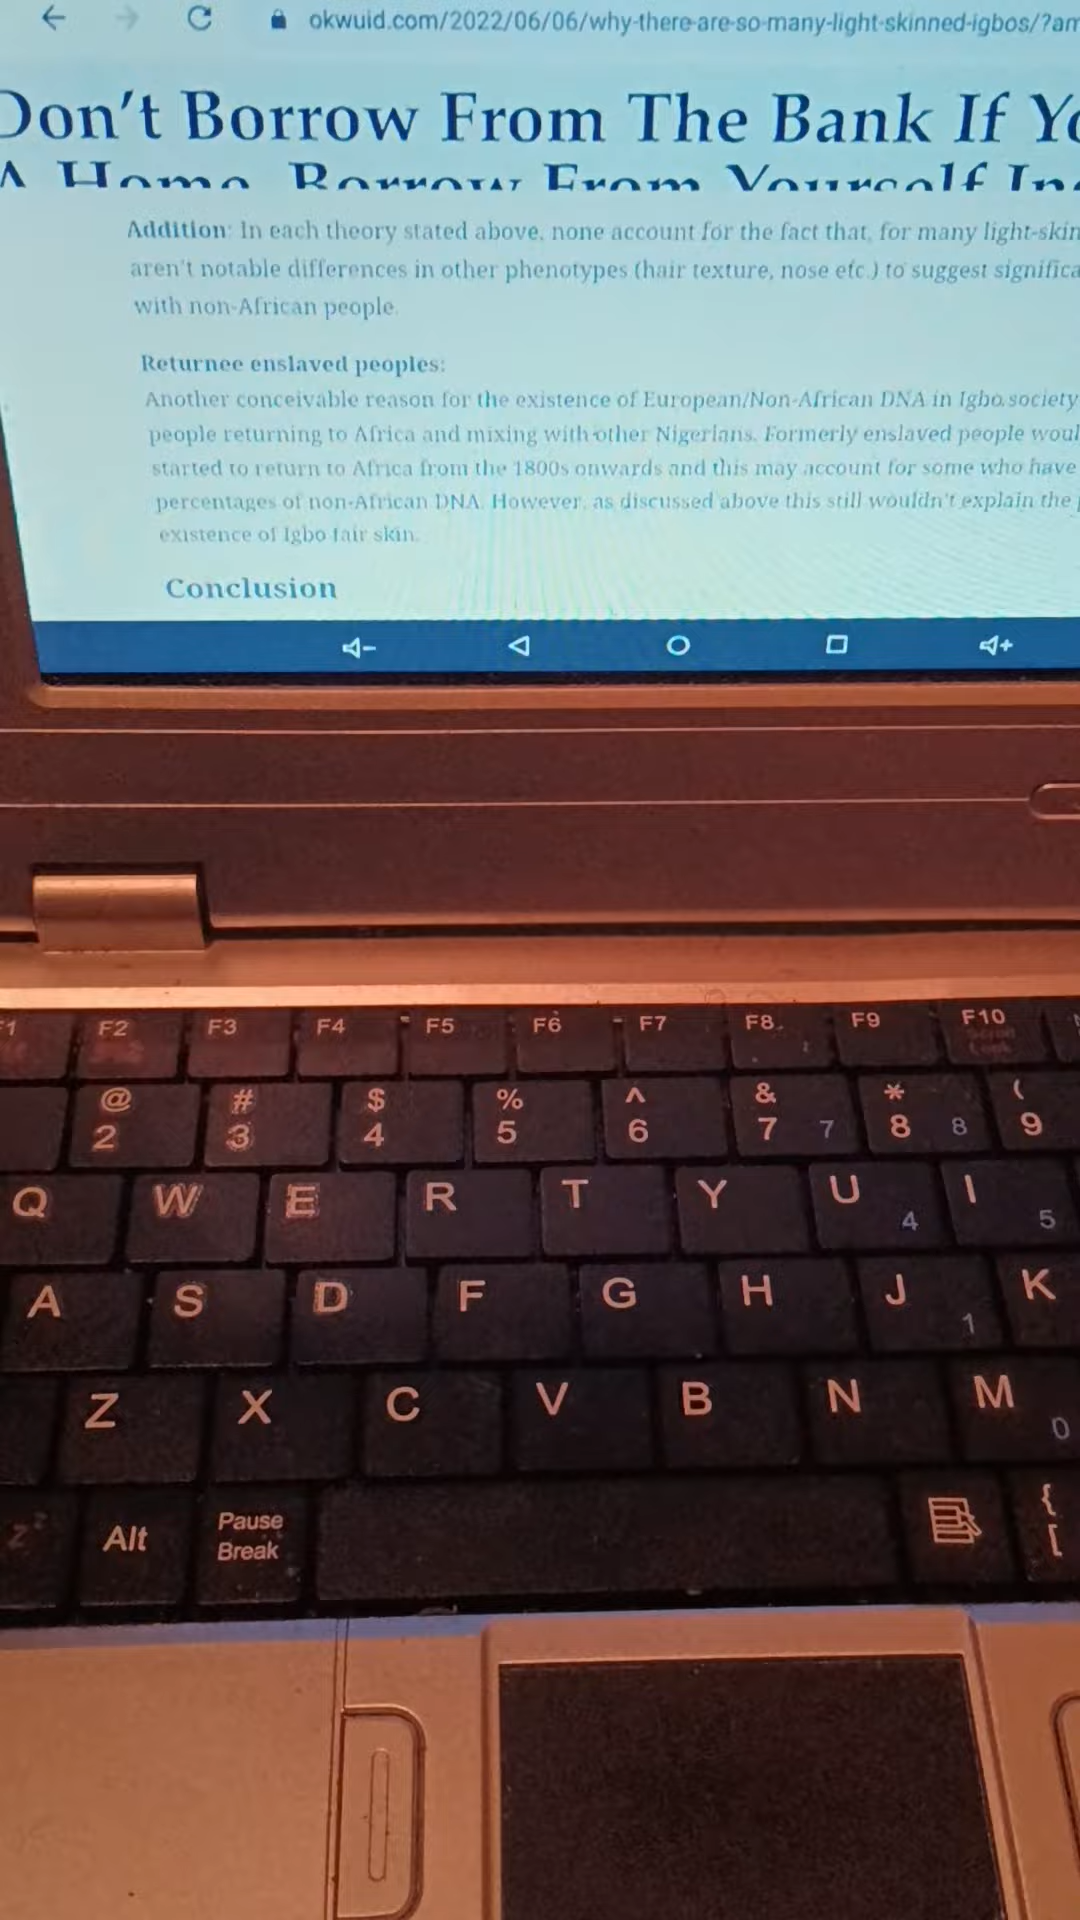 okwuid.com/2022/06/06/why-there-are-so-many-light-skinned-igbos/?am
Don't Borrow From The Bank If Yo
A Home, Borrow From Yourself Ins
Addition: In each theory stated above, none account for the fact that, for many light-skin
aren't notable differences in other phenotypes (hair texture, nose etc.) to suggest significa
with non-African people.
Returnee enslaved peoples:
Another conceivable reason for the existence of European/Non-African DNA in Igbo society
people returning to Africa and mixing with other Nigerians. Formerly enslaved people woul
started to return to Africa from the 1800s onwards and this may account for some who have
percentages of non-African DNA. However, as discussed above this still wouldn't explain the
existence of Igbo fair skin.
Conclusion
F1 F2 F3 F4 F5 F6 F7 F8 F9 F10
@ # $ % ^ & * (
2 3 4 5 6 7 7 8 8 9
Q W E R T Y U 4 I 5
A S D F G H J 1 K
Z X C V B N M 0
Alt Pause { 
Break [